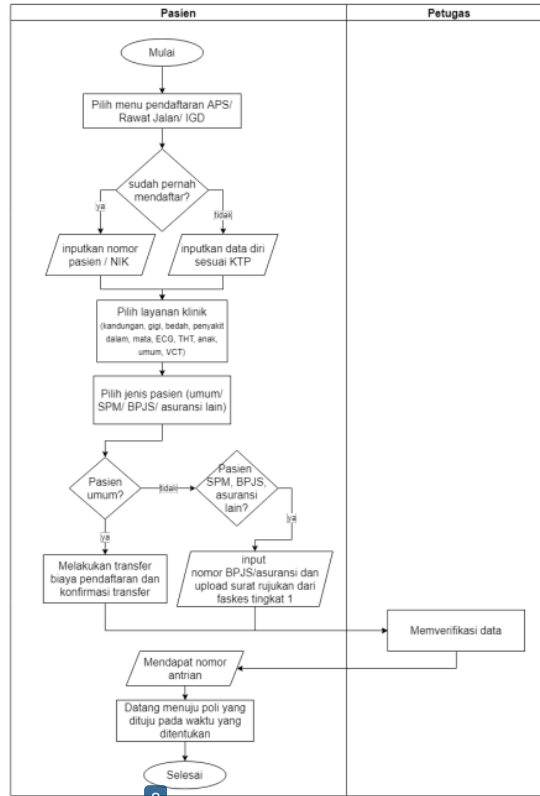 Pasien
Petugas
Mulai
Pilih menu pendaftaran APS/
Rawat Jalan/ IGD
sudah pernah
mendaftar?
ya
tidak
inputkan nomor
pasien / NIK
inputkan data diri
sesuai KTP
Pilih layanan klinik
(kandungan, gigi, bedah, penyakit
dalam, mata, ECG, THT, anak,
umum, VCT)
Pilih jenis pasien (umum/
SPM/ BPJS/ asuransi lain)
Pasien
umum?
tidak
Pasien
SPM, BPJS,
asuransi
lain?
ya
ya
Melakukan transfer
biaya pendaftaran dan
konfirmasi transfer
input
nomor BPJS/asuransi dan
upload surat rujukan dari
faskes tingkat 1
Memverifikasi data
Mendapat nomor
antrian
Datang menuju poli yang
dituju pada waktu yang
ditentukan
Selesai